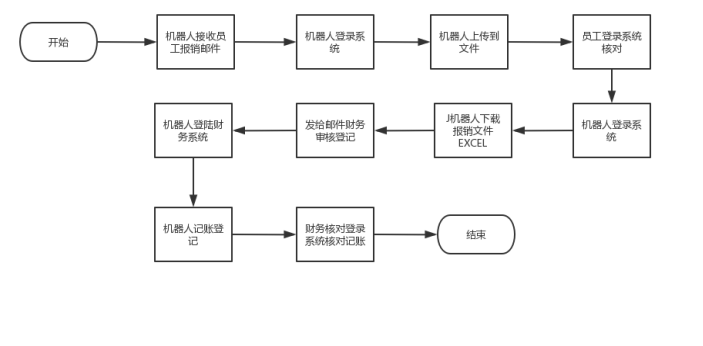 开始
机器人接收员
工报销邮件
机器人登录系
统
机器人上传到
文件
员工登录系统
核对
机器人登陆财
务系统
发给邮件财务
审核登记
J机器人下载
报销文件
EXCEL
机器人登录系
统
机器人记账登
记
财务核对登录
系统核对记账
结束